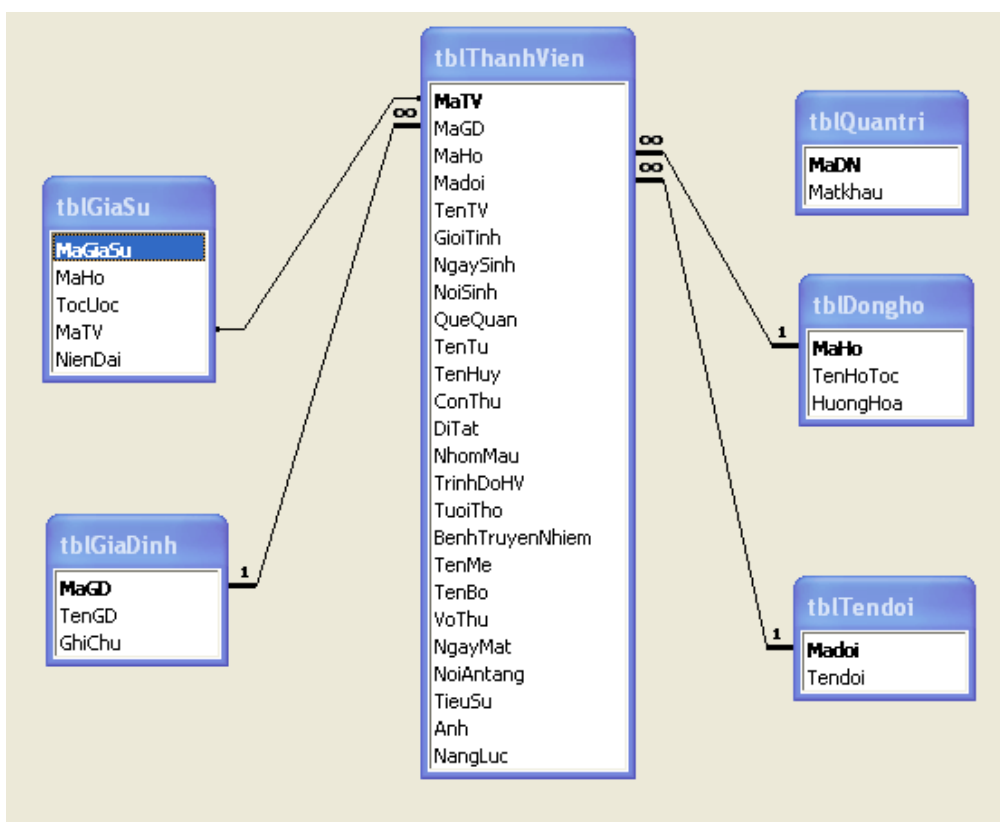 tblThanhVien
MaTV
MaGD
MaHo
Madoi
TenTV
GioiTinh
NgaySinh
NoiSinh
QueQuan
TenTu
TenHuy
ConThu
DiTat
NhomMau
TrinhDoHV
TuoiTho
BenhTruyenNhiem
TenMe
TenBo
VoThu
NgayMat
NoiAntang
TieuSu
Anh
NangLuc
tblGiaSu
MaGiaSu
MaHo
TocUoc
MaTV
NienDai
tblGiaDinh
MaGD
TenGD
GhiChu
tblQuantri
MaDN
Matkhau
tblDongho
MaHo
TenHoToc
HuongHoa
tblTendoi
Madoi
Tendoi
∞
1
∞
∞
1
1